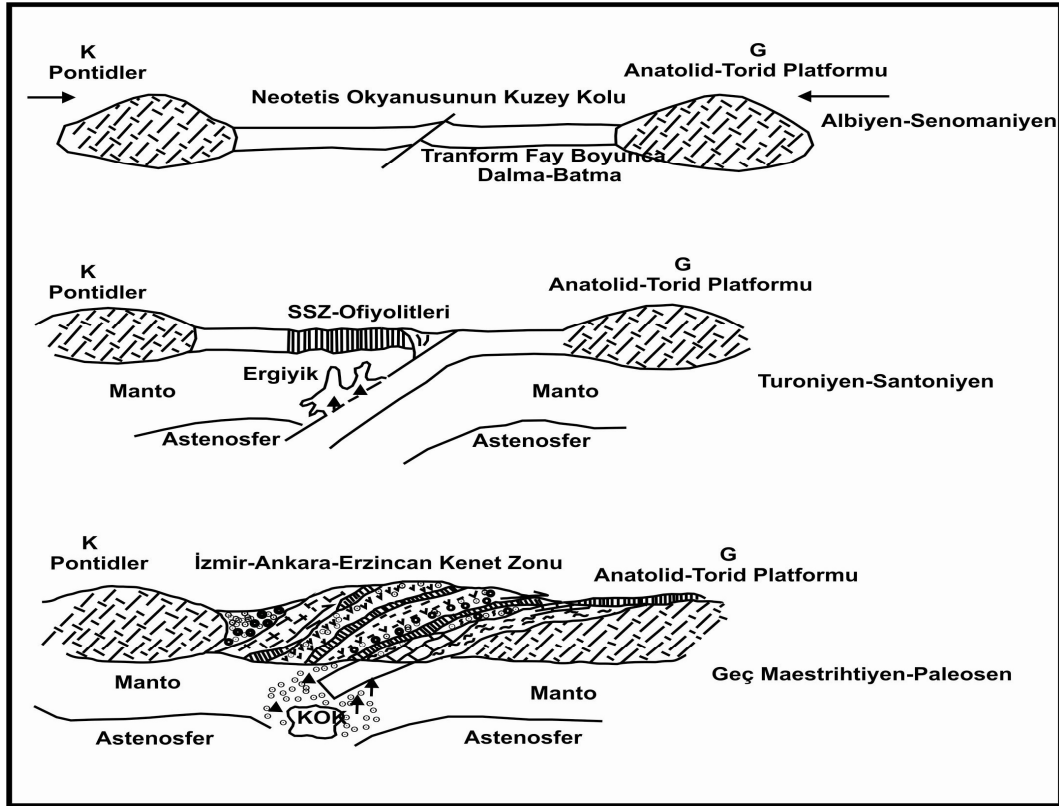 K
Pontidler
G
Anatolid-Torid Platformu
Neotetis Okyanusunun Kuzey Kolu
Albiyen-Senomaniyen
Tranform Fay Boyunca
Dalma-Batma
K
Pontidler
G
Anatolid-Torid Platformu
SSZ-Ofiyolitleri
Ergiyik
Manto
Manto
Turoniyen-Santoniyen
Astenosfer
Astenosfer
K
Pontidler
İzmir-Ankara-Erzincan Kenet Zonu
G
Anatolid-Torid Platformu
Geç Maestrihtiyen-Paleosen
Manto
Manto
KOK
Astenosfer
Astenosfer